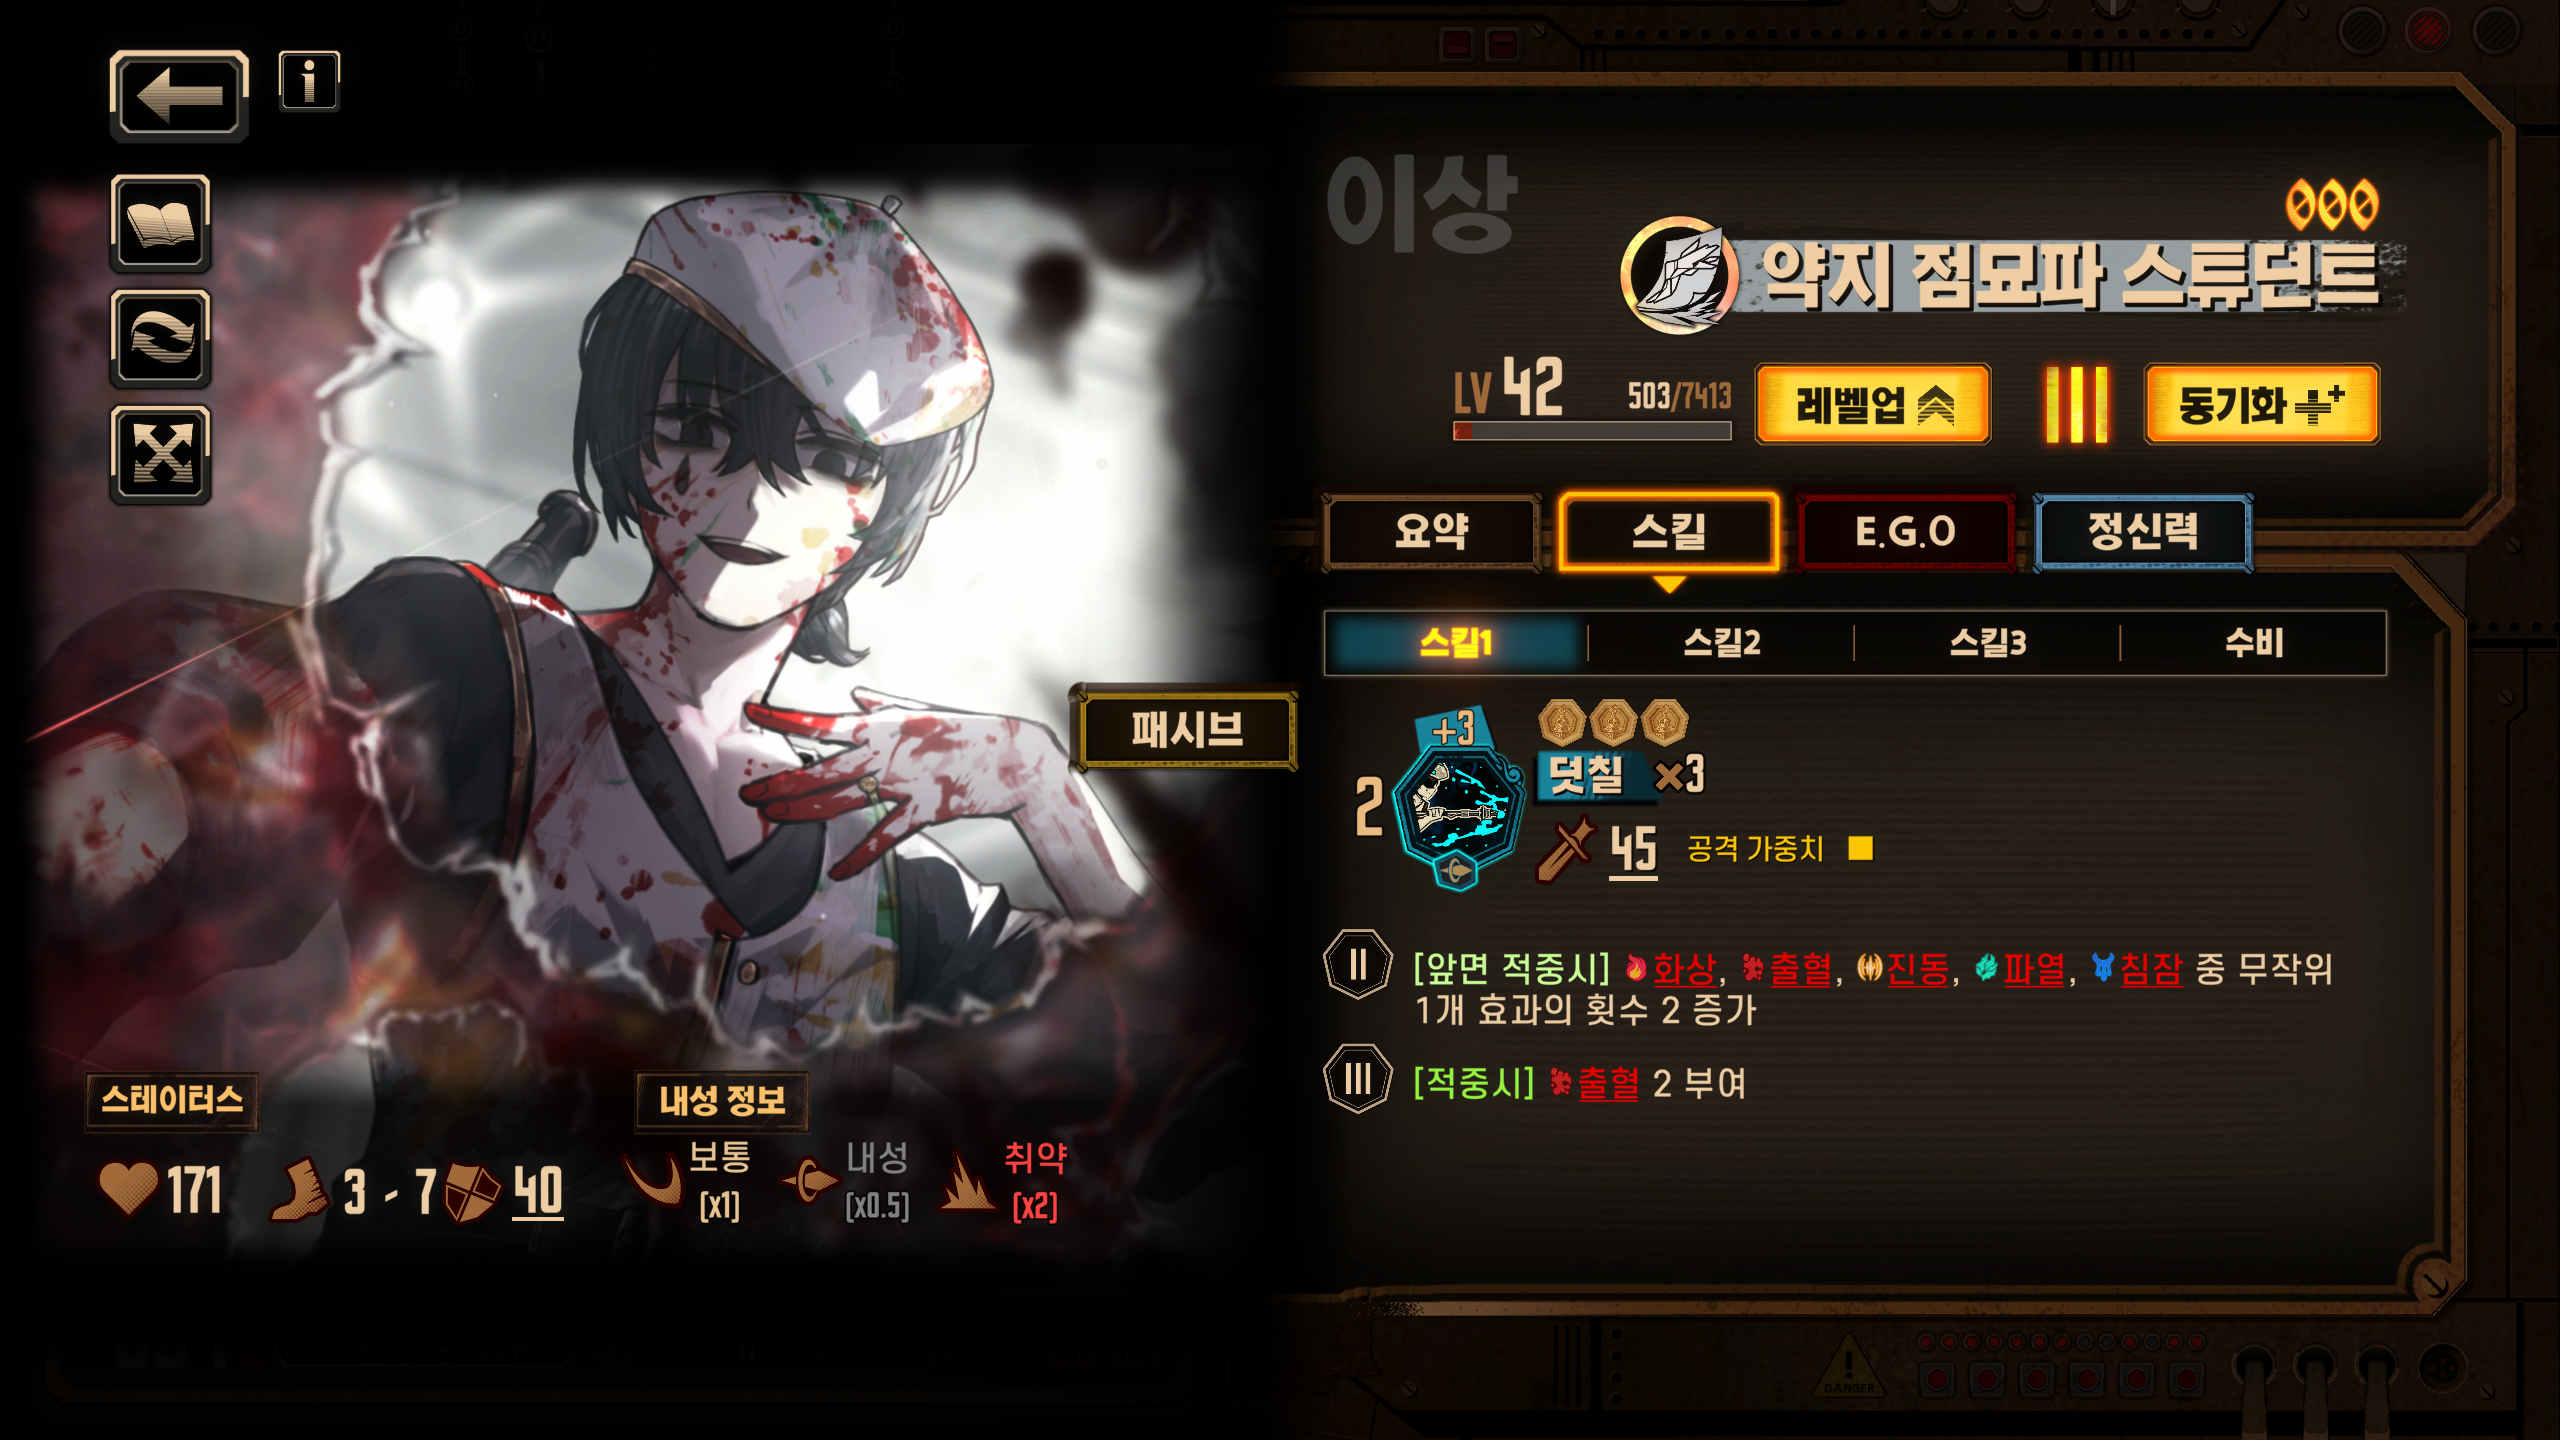 이상
약지 점묘파 스튜던트
LV 42
503/7413
레벨업
동기화
요약
스킬
E.G.O
정신력
스킬1
스킬2
스킬3
수비
+3
2
덧칠 ×3
45
공격 가중치
II
[앞면 적중시] 화상, 출혈, 진동, 파열, 침잠 중 무작위
1개 효과의 횟수 2 증가
III
[적중시] 출혈 2 부여
패시브
스테이터스
171
3 - 7
40
내성 정보
보통
[x1]
내성
[x0.5]
취약
[x2]
DANGER